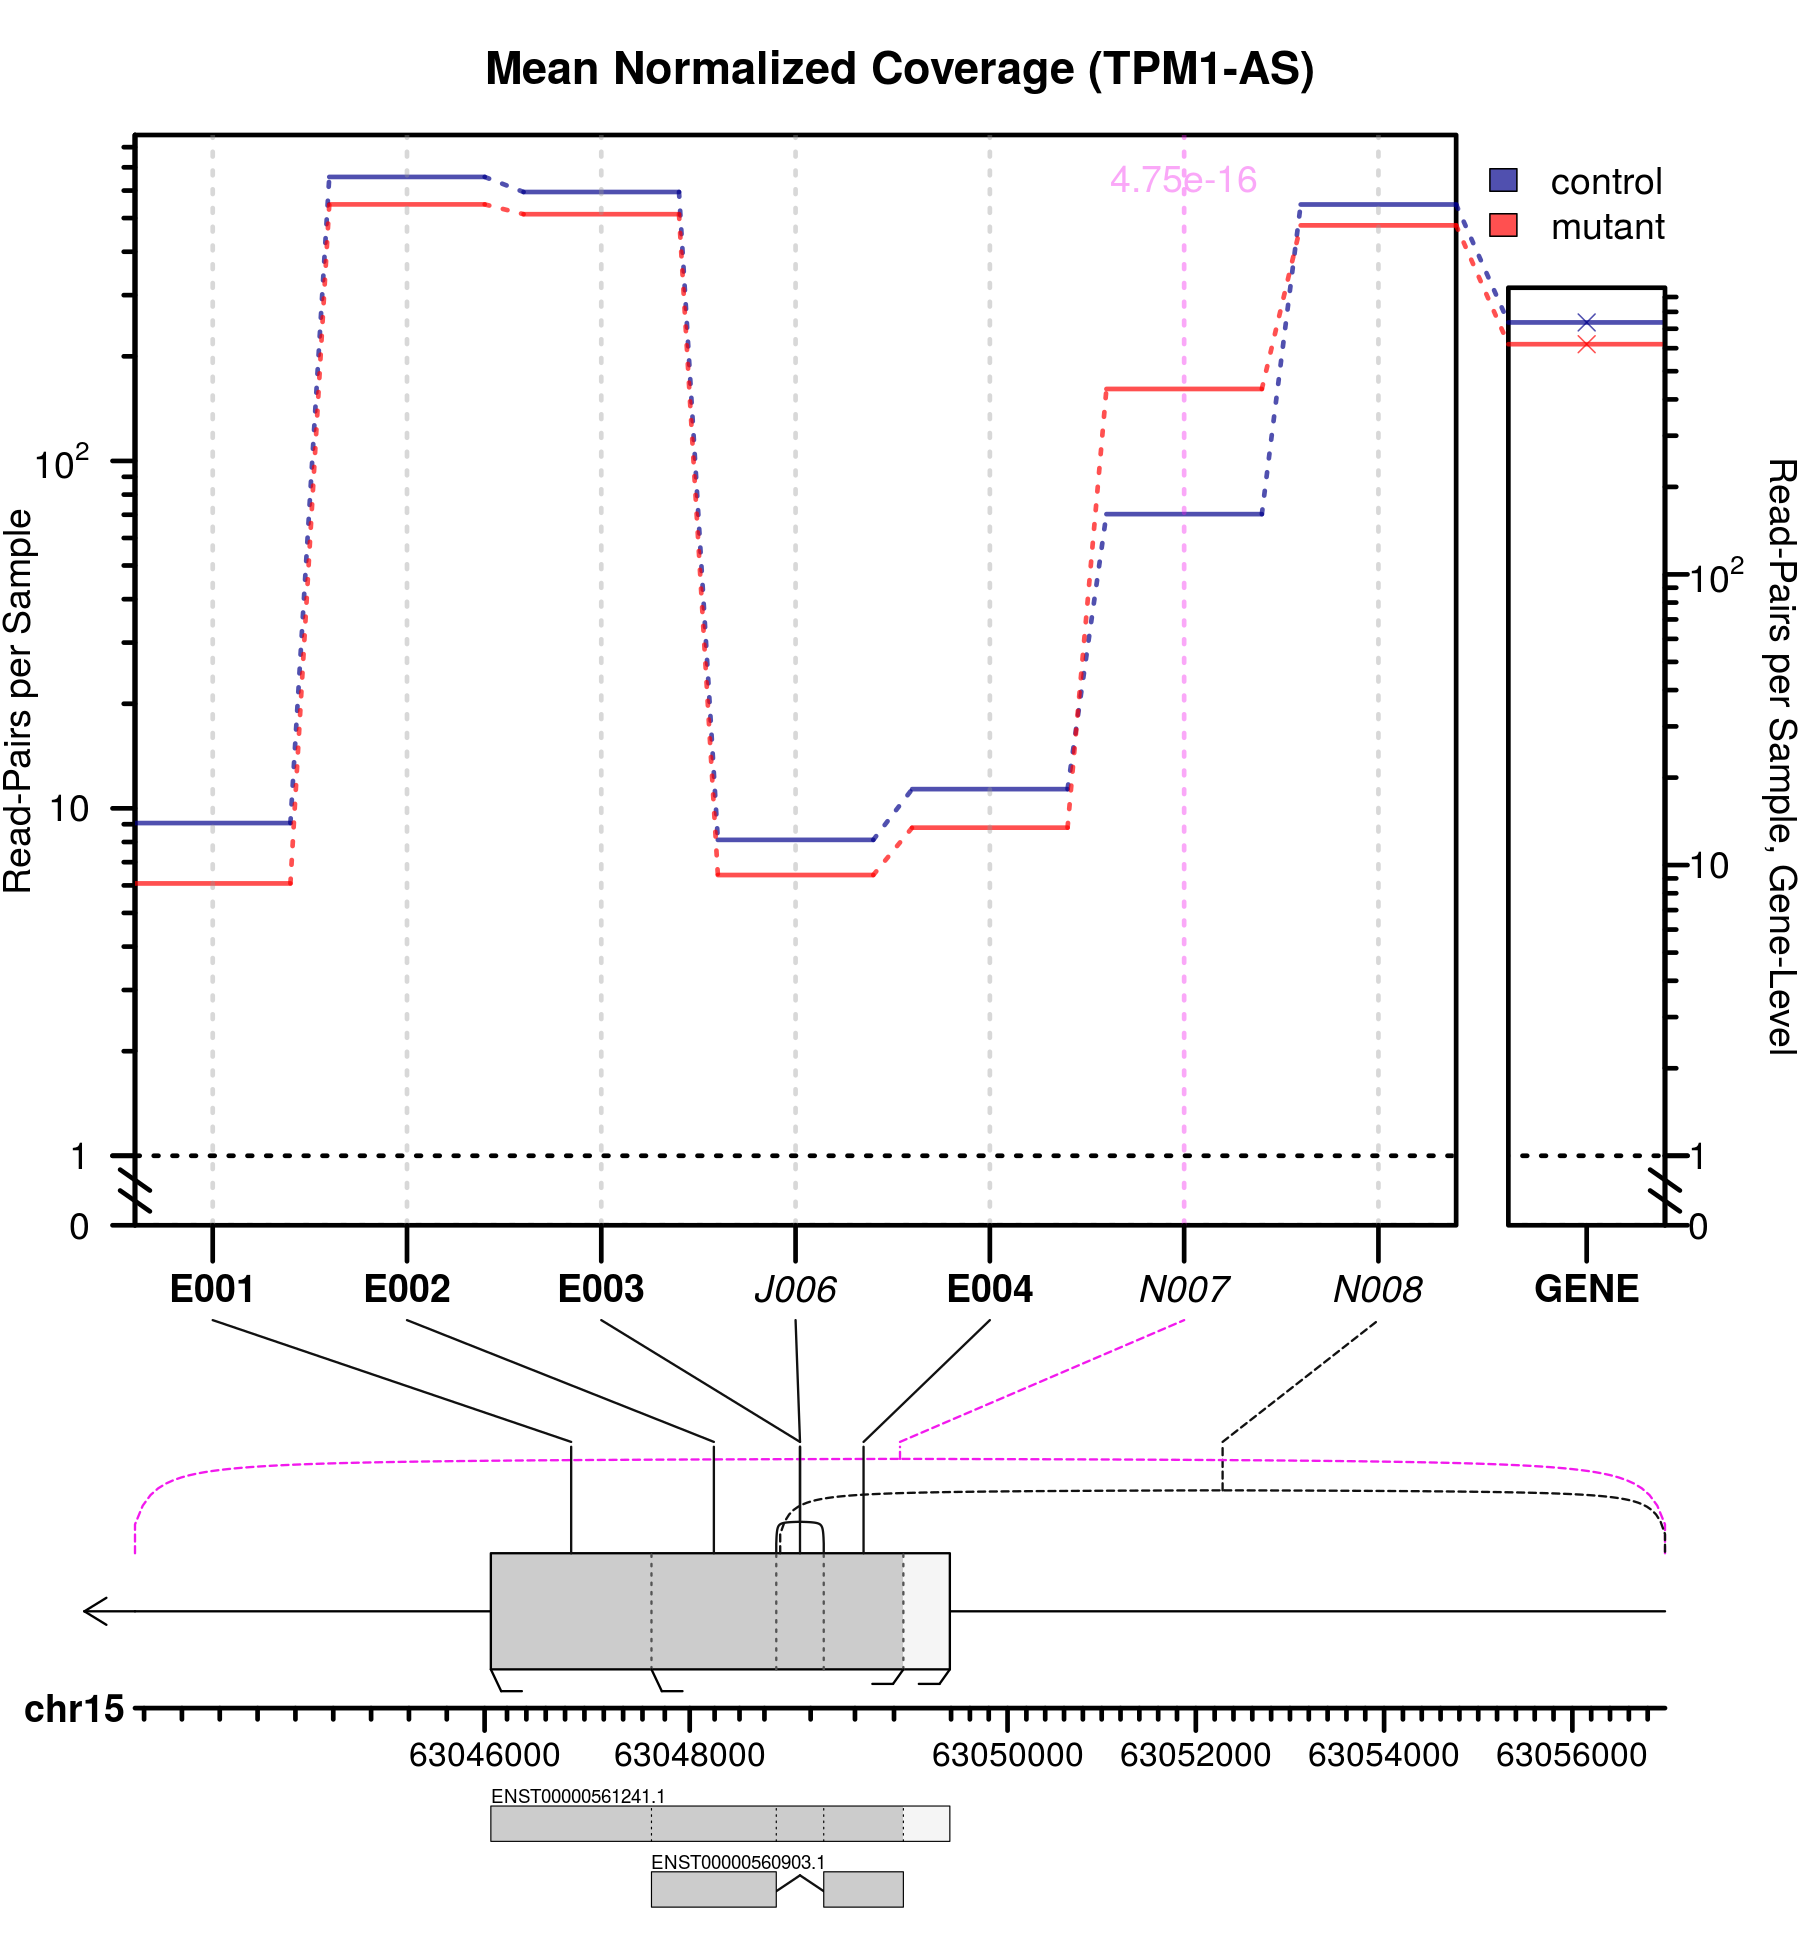 Mean Normalized Coverage (TPM1-AS)
4.75e-16
control
mutant
Read-Pairs per Sample
10²
10
1
0
Read-Pairs per Sample, Gene-Level
10²
10
1
0
E001 E002 E003 J006 E004 N007 N008 GENE
chr15
63046000 63048000 63050000 63052000 63054000 63056000
ENST00000561241.1
ENST00000560903.1